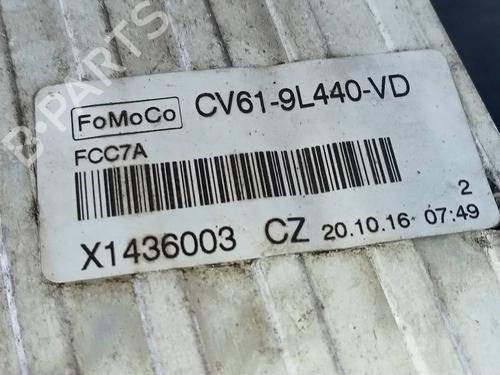 B-PARTS
FoMoCo CV61-9L440-VD
FCC7A
2
X1436003 CZ 20.10.16 07:49